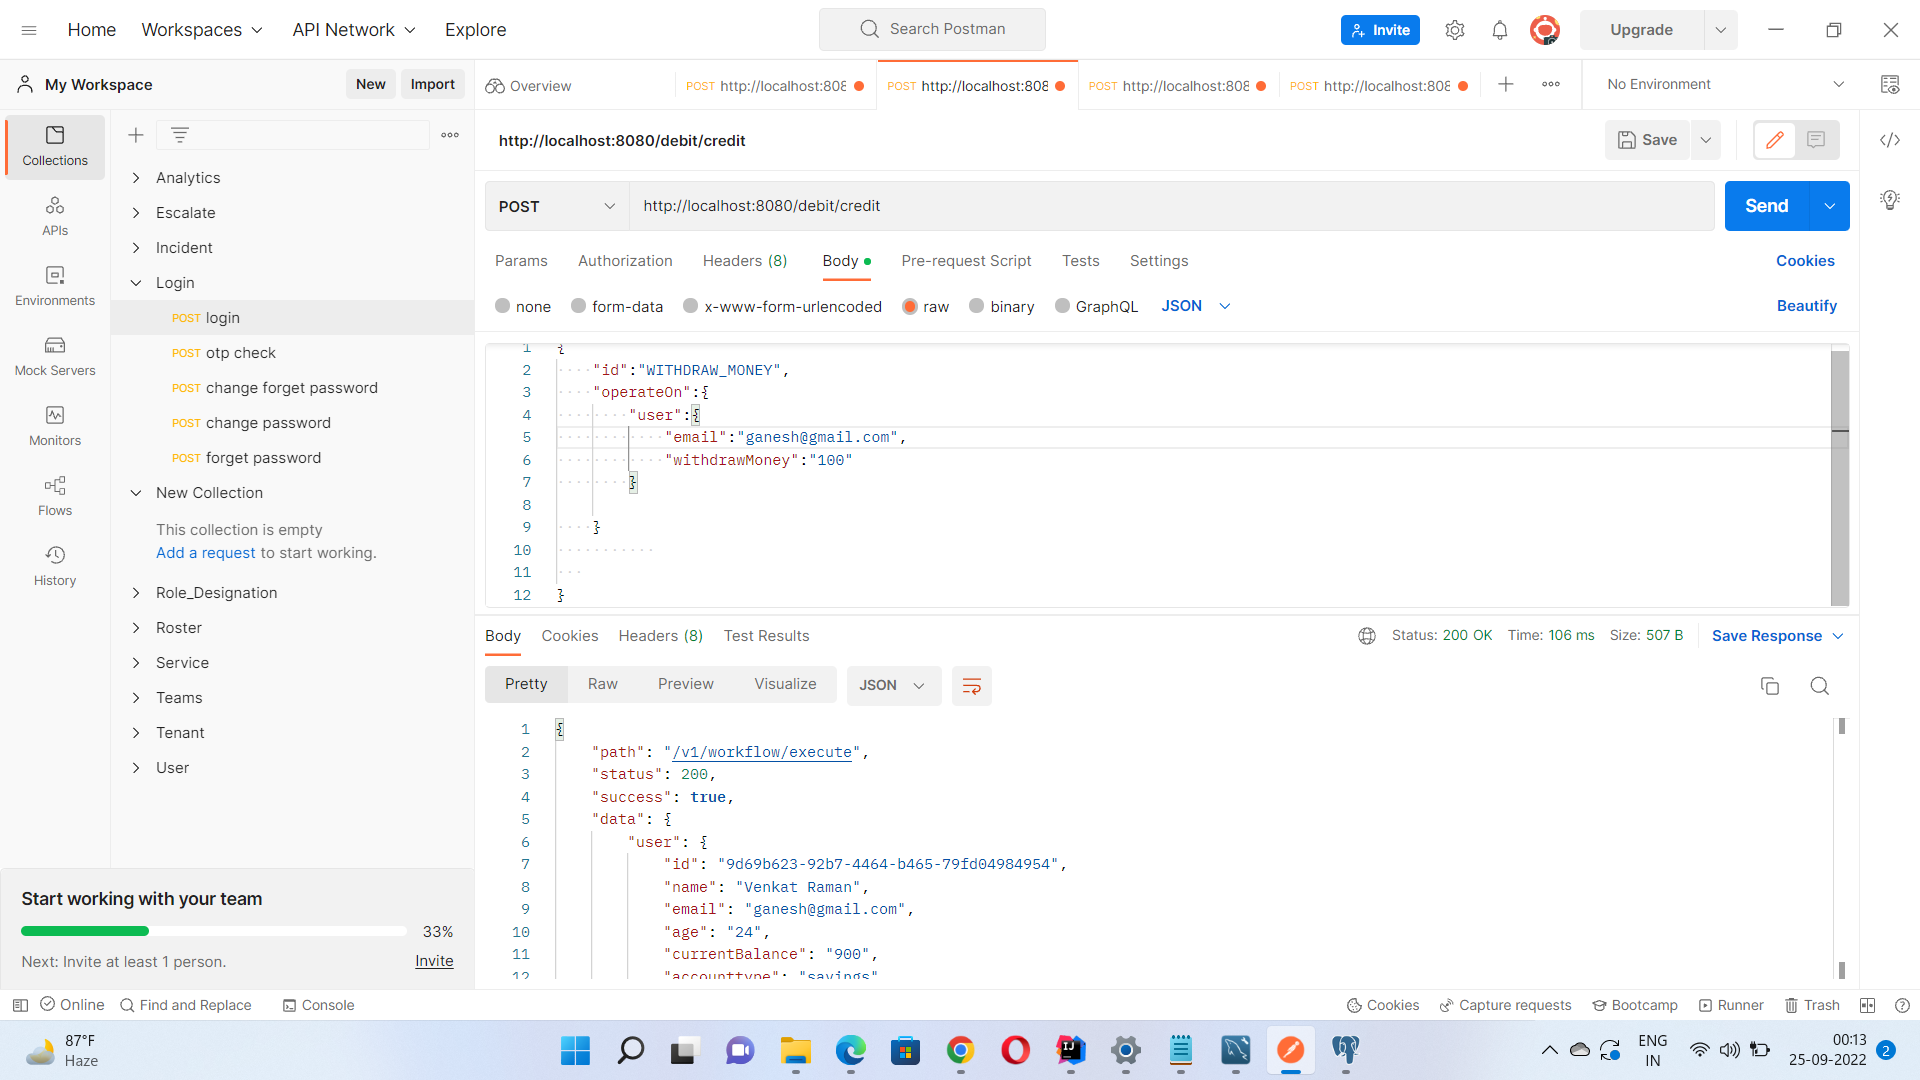 Home Workspaces API Network Explore
Search Postman
Invite Upgrade
My Workspace New Import
Overview POST http://localhost:808 POST http://localhost:808 POST http://localhost:808 POST http://localhost:808 No Environment
Collections
APIs
Environments
Mock Servers
Monitors
Flows
History
Analytics
Escalate
Incident
Login
POST login
POST otp check
POST change forget password
POST change password
POST forget password
New Collection
This collection is empty
Add a request to start working.
Role_Designation
Roster
Service
Teams
Tenant
User
Start working with your team
33%
Next: Invite at least 1 person. Invite
http://localhost:8080/debit/credit Save
POST http://localhost:8080/debit/credit Send
Params Authorization Headers (8) Body Pre-request Script Tests Settings Cookies
none form-data x-www-form-urlencoded raw binary GraphQL JSON Beautify
1 {
2 "id":"WITHDRAW_MONEY",
3 "operateOn":{
4 "user":{
5 "email":"ganesh@gmail.com",
6 "withdrawMoney":"100"
7 }
8
9 }
10
11
12 }
Body Cookies Headers (8) Test Results Status: 200 OK Time: 106 ms Size: 507 B Save Response
Pretty Raw Preview Visualize JSON
1 {
2 "path": "/v1/workflow/execute",
3 "status": 200,
4 "success": true,
5 "data": {
6 "user": {
7 "id": "9d69b623-92b7-4464-b465-79fd04984954",
8 "name": "Venkat Raman",
9 "email": "ganesh@gmail.com",
10 "age": "24",
11 "currentBalance": "900",
12 "accounttype": "savings"
Online Find and Replace Console Cookies Capture requests Bootcamp Runner Trash
87°F
Haze
ENG
IN
00:13
25-09-2022
2